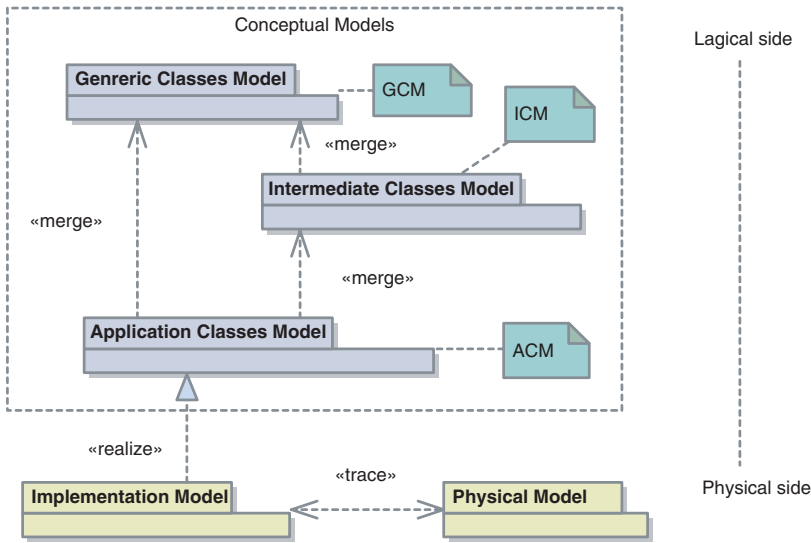 Conceptual Models
Lagical side
Genreric Classes Model
GCM
ICM
«merge»
Intermediate Classes Model
«merge»
«merge»
Application Classes Model
ACM
«realize»
«trace»
Physical side
Implementation Model
Physical Model